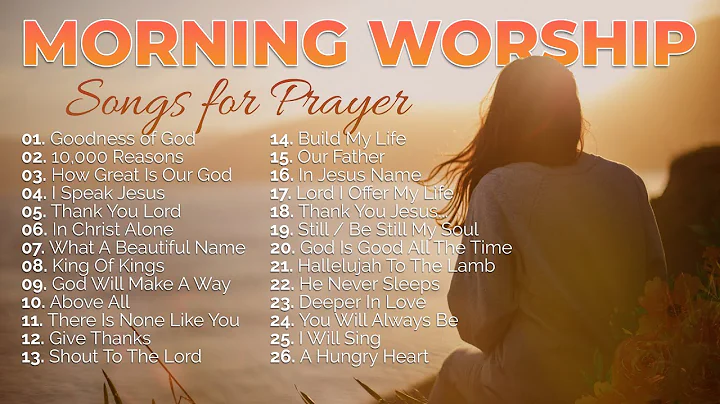 MORNING WORSHIP
Songs for Prayer
01. Goodness of God
02. 10,000 Reasons
03. How Great Is Our God
04. I Speak Jesus
05. Thank You Lord
06. In Christ Alone
07. What A Beautiful Name
08. King Of Kings
09. God Will Make A Way
10. Above All
11. There Is None Like You
12. Give Thanks
13. Shout To The Lord
14. Build My Life
15. Our Father
16. In Jesus Name
17. Lord I Offer My Life
18. Thank You Jesus
19. Still / Be Still My Soul
20. God Is Good All The Time
21. Hallelujah To The Lamb
22. He Never Sleeps
23. Deeper In Love
24. You Will Always Be
25. I Will Sing
26. A Hungry Heart